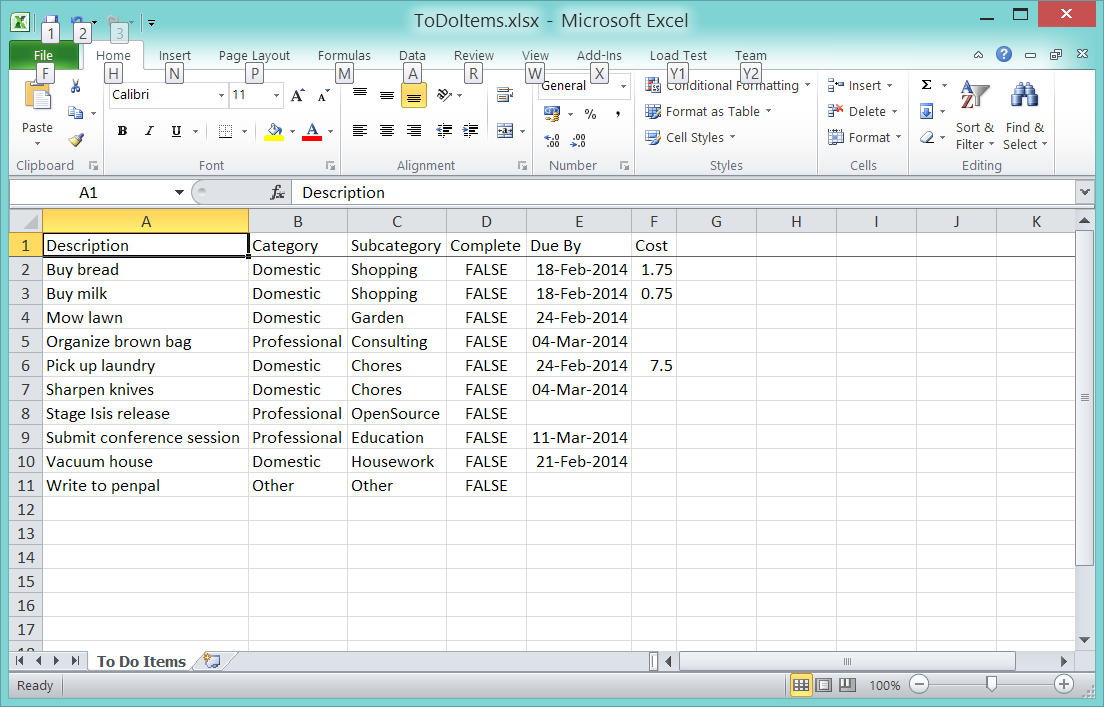 ToDoItems.xlsx - Microsoft Excel
1 2 3
File Home Insert Page Layout Formulas Data Review View Add-Ins Load Test Team
F H N P M A R W X Y1 Y2
Calibri 11 General Conditional Formatting Insert Σ
Format as Table Delete
Paste B I U A % , Cell Styles Format Sort & Filter Find & Select
Clipboard Font Alignment Number Styles Cells Editing
A1 fx Description
A B C D E F G H I J K
1 Description Category Subcategory Complete Due By Cost
2 Buy bread Domestic Shopping FALSE 18-Feb-2014 1.75
3 Buy milk Domestic Shopping FALSE 18-Feb-2014 0.75
4 Mow lawn Domestic Garden FALSE 24-Feb-2014
5 Organize brown bag Professional Consulting FALSE 04-Mar-2014
6 Pick up laundry Domestic Chores FALSE 24-Feb-2014 7.5
7 Sharpen knives Domestic Chores FALSE 04-Mar-2014
8 Stage Isis release Professional OpenSource FALSE
9 Submit conference session Professional Education FALSE 11-Mar-2014
10 Vacuum house Domestic Housework FALSE 21-Feb-2014
11 Write to penpal Other Other FALSE
12
13
14
15
16
17
To Do Items
Ready 100%